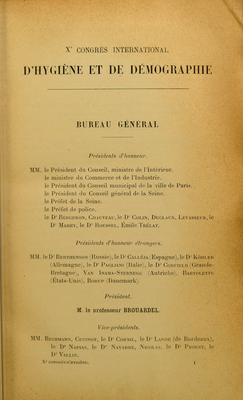 Xe CONGRÈS INTERNATIONAL
D'HYGIÈNE ET DE DÉMOGRAPHIE
BUREAU GÉNÉRAL
Présidents d'honneur.
MM. le Président du Conseil, ministre de l'Intérieur.
le ministre du Commerce et de l'Industrie.
le Président du Conseil municipal de la ville de Paris.
le Président du Conseil général de la Seine.
le Préfet de la Seine.
le Préfet de police.
le Dr BERGERON, CHAUVEAU, le Dr COLIN, DUCLAUX, LEVASSEUR, le
Dr MAREY, le Dr ROUSSEL, Émile TRÉLAT.
Présidents d'honneur étrangers.
MM. le Dr BERTHENSON (Russie), le Dr CALLÉJA (Espagne), le Dr KÖHLER
(Allemagne), le Dr PAGLIANI (Italie), le Dr CORFIELD (Grande-
Bretagne), VAN INAMA-STERNEGG (Autriche), BARTOLETTE
(États-Unis), (Danemark).
Président.
M. le professeur BROUARDEL.
Vice-présidents.
MM. BECHMANN, CHEYSSON, le Dr CORNIL, le Dr LANDE (de Bordeaux),
le Dr NAPIAS, le Dr NAVARRE, NICOLAS, le Dr PROUST, le
Dr VALLIN.
Xe CONGRÈS D'HYGIÈNE. 1